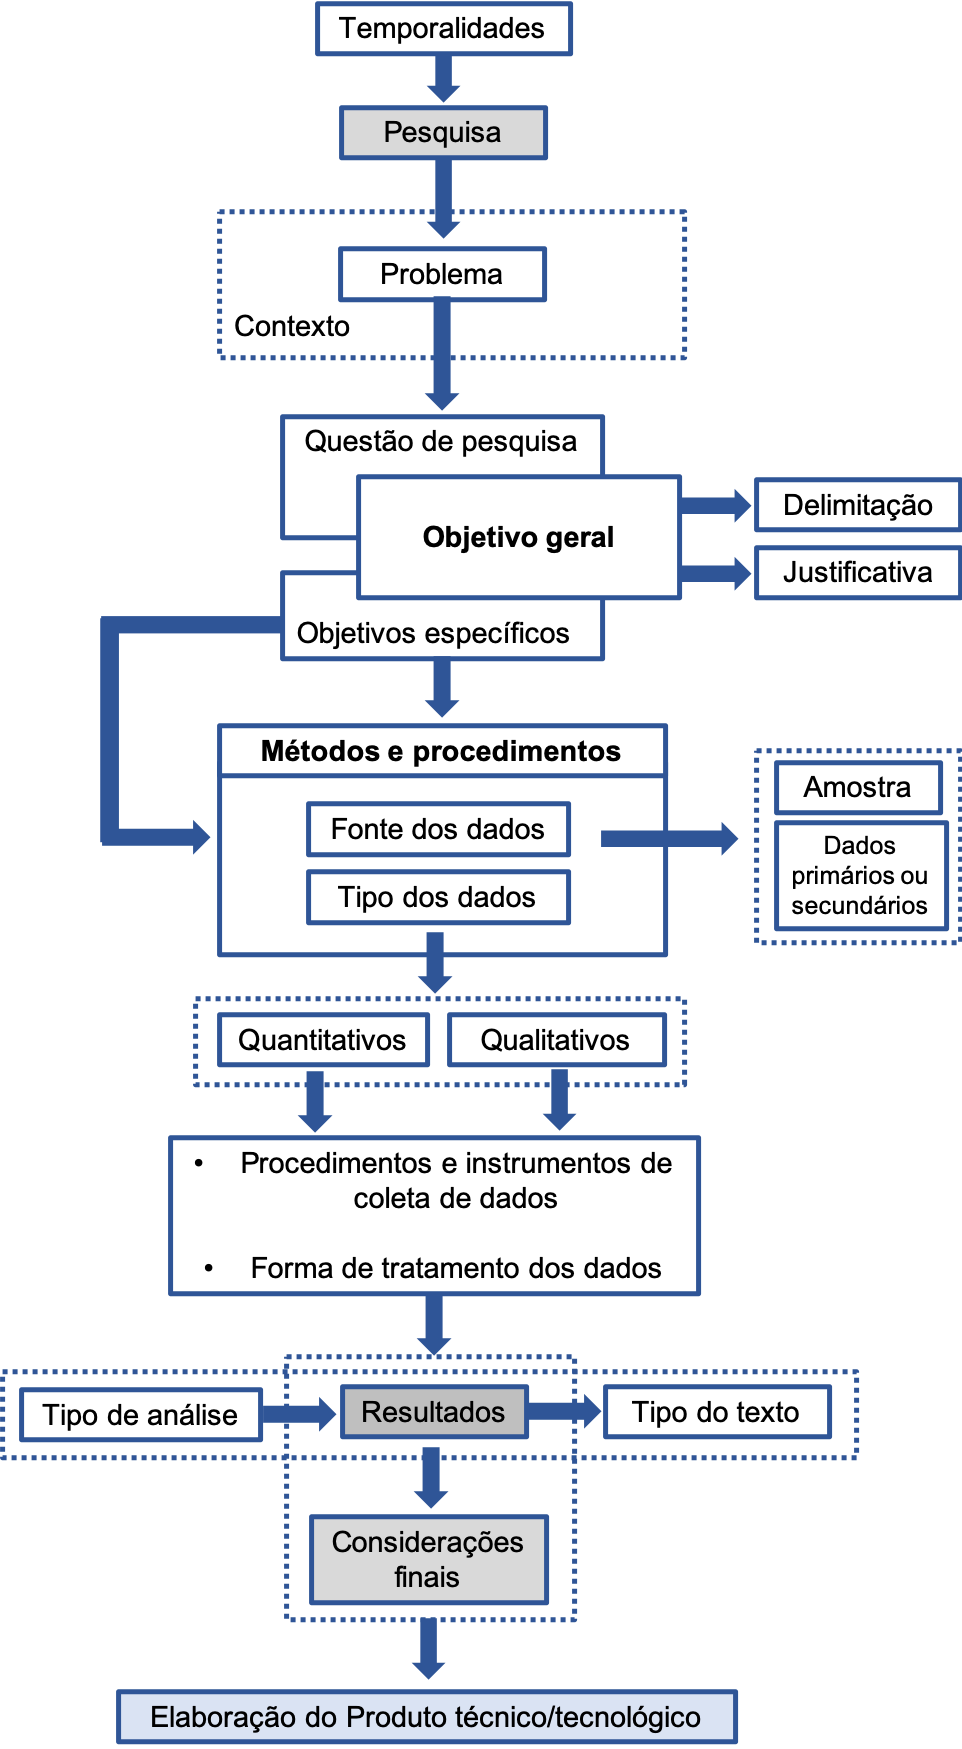 Temporalidades
Pesquisa
Problema
Contexto
Questão de pesquisa
Objetivo geral
Delimitação
Justificativa
Objetivos específicos
Métodos e procedimentos
Fonte dos dados
Tipo dos dados
Amostra
Dados
primários ou
secundários
Quantitativos
Qualitativos
• Procedimentos e instrumentos de
coleta de dados
• Forma de tratamento dos dados
Tipo de análise
Resultados
Tipo do texto
Considerações
finais
Elaboração do Produto técnico/tecnológico